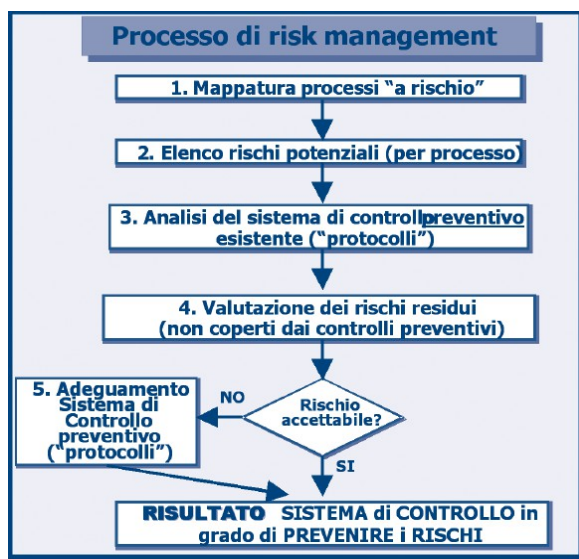 Processo di risk management
1. Mappatura processi “a rischio”
2. Elenco rischi potenziali (per processo)
3. Analisi del sistema di controllo preventivo
esistente (“protocolli”)
4. Valutazione dei rischi residui
(non coperti dai controlli preventivi)
5. Adeguamento
Sistema di
Controllo
preventivo
(“protocolli”)
NO
Rischio
accettabile?
SI
RISULTATO SISTEMA di CONTROLLO in
grado di PREVENIRE i RISCHI